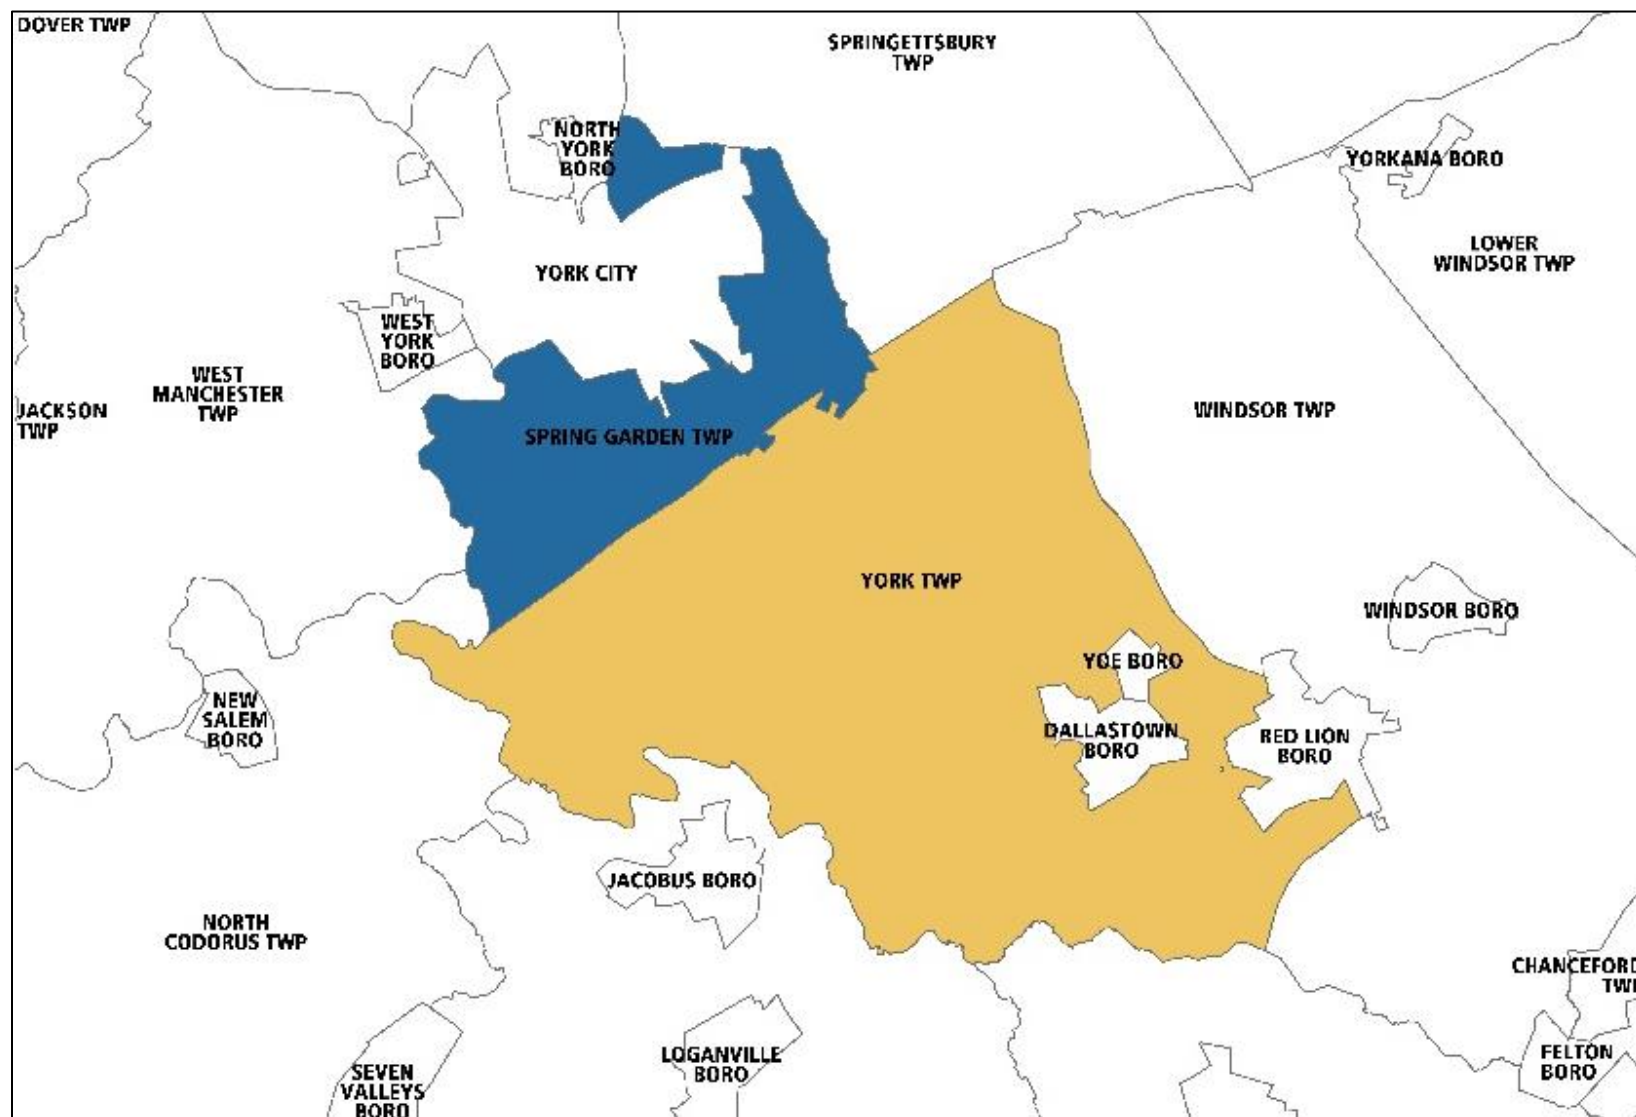 DOVER TWP
SPRINGETTSBURY
TWP
NORTH
YORK
BORO
YORKANA BORO
LOWER
WINDSOR TWP
YORK CITY
WEST
YORK
BORO
WEST
MANCHESTER
TWP
JACKSON
TWP
WINDSOR TWP
SPRING GARDEN TWP
YORK TWP
WINDSOR BORO
YOE BORO
NEW
SALEM
BORO
DALLASTOWN
BORO
RED LION
BORO
JACOBUS BORO
NORTH
CODORUS TWP
CHANCEFORD
TWP
LOGANVILLE
BORO
FELTON
BORO
SEVEN
VALLEYS
BORO